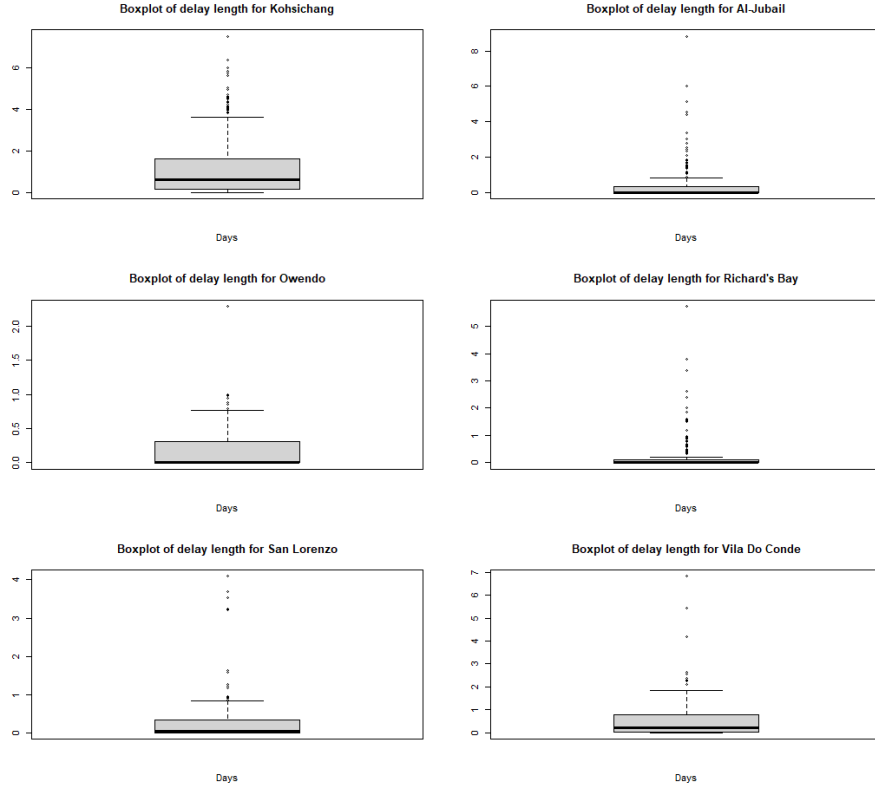 Boxplot of delay length for Kohsichang
6
4
2
0
Days
Boxplot of delay length for Al-Jubail
8
6
4
2
0
Days
Boxplot of delay length for Owendo
2.0
1.5
1.0
0.5
0.0
Days
Boxplot of delay length for Richard's Bay
5
4
3
2
1
0
Days
Boxplot of delay length for San Lorenzo
4
3
2
1
0
Days
Boxplot of delay length for Vila Do Conde
7
6
5
4
3
2
1
0
Days